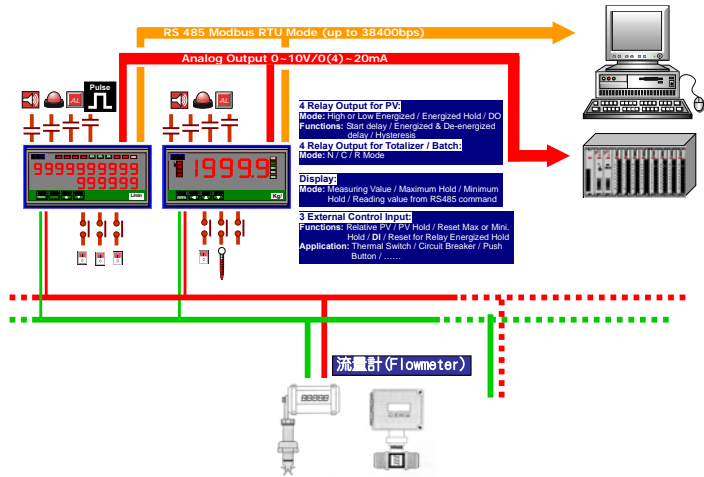 RS 485 Modbus RTU Mode (up to 38400bps)
Analog Output 0~10V/0(4)~20mA
Pulse
AL
AL
4 Relay Output for PV:
Mode: High or Low Energized / Energized Hold / DO
Functions: Start delay / Energized & De-energized
delay / Hysteresis
4 Relay Output for Totalizer / Batch:
Mode: N / C / R Mode
Display:
Mode: Measuring Value / Maximum Hold / Minimum
Hold / Reading value from RS485 command
3 External Control Input:
Functions: Relative PV / PV Hold / Reset Max or Mini.
Hold / DI / Reset for Relay Energized Hold
Application: Thermal Switch / Circuit Breaker / Push
Button / ......
19999
Kg
流量計(Flowmeter)
88888